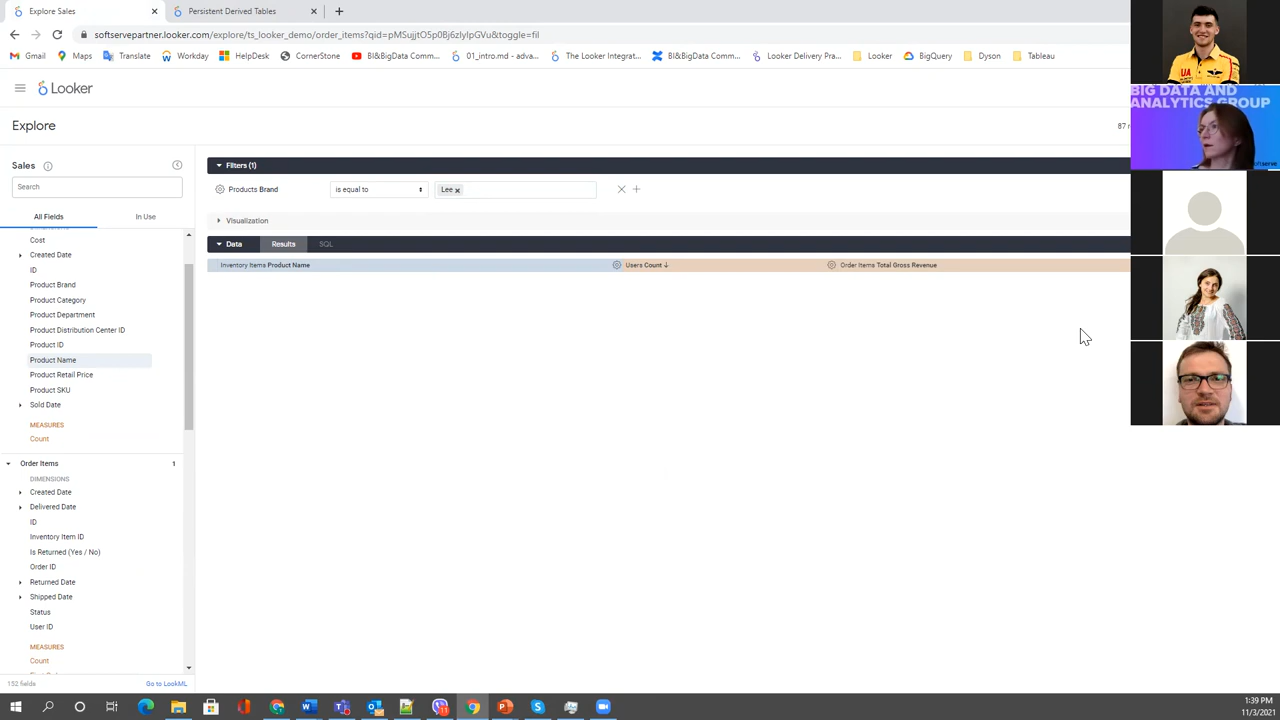 Explore Sales
Persistent Derived Tables
softservepartner.looker.com/explore/ts_looker_demo/order_items?qid=pMSujjtO5p0Bj6zIylpGVu&toggle=fil
Gmail
Maps
Translate
Workday
HelpDesk
CornerStone
BI&BigData Comm...
01_intro.md - adva...
The Looker Integrat...
BI&BigData Comm...
Looker Delivery Pra...
Looker
BigQuery
Dyson
Tableau
BIG DATA AND
ANALYTICS GROUP
Looker
Explore
87
Sales
Search
All Fields
In Use
Cost
Created Date
ID
Product Brand
Product Category
Product Department
Product Distribution Center ID
Product ID
Product Name
Product Retail Price
Product SKU
Sold Date
MEASURES
Count
Order Items
1
DIMENSIONS
Created Date
Delivered Date
ID
Inventory Item ID
Is Returned (Yes / No)
Order ID
Returned Date
Shipped Date
Status
User ID
MEASURES
Count
152 fields
Go to LookML
Filters (1)
Products Brand
is equal to
Lee
Visualization
Data
Results
SQL
Inventory Items Product Name
Users Count
Order Items Total Gross Revenue
1:39 PM
11/3/2021